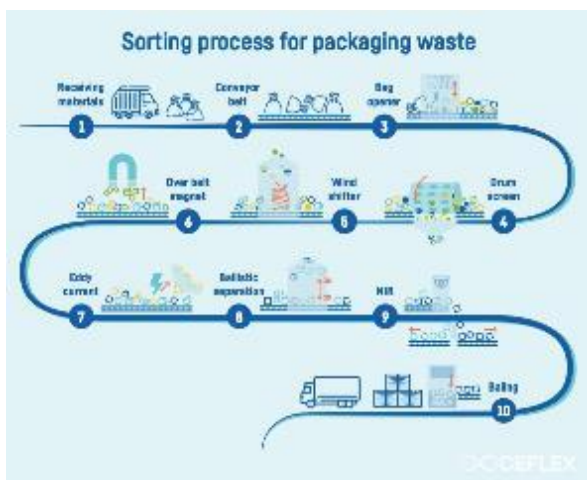 Sorting process for packaging waste
Receiving
materials
1
Conveyor
belt
2
Bag
opener
3
Over belt
magnet
6
Wind
shifter
5
Drum
screen
4
Eddy
current
7
Ballistic
separation
8
NIR
9
Baling
10
CEFLEX